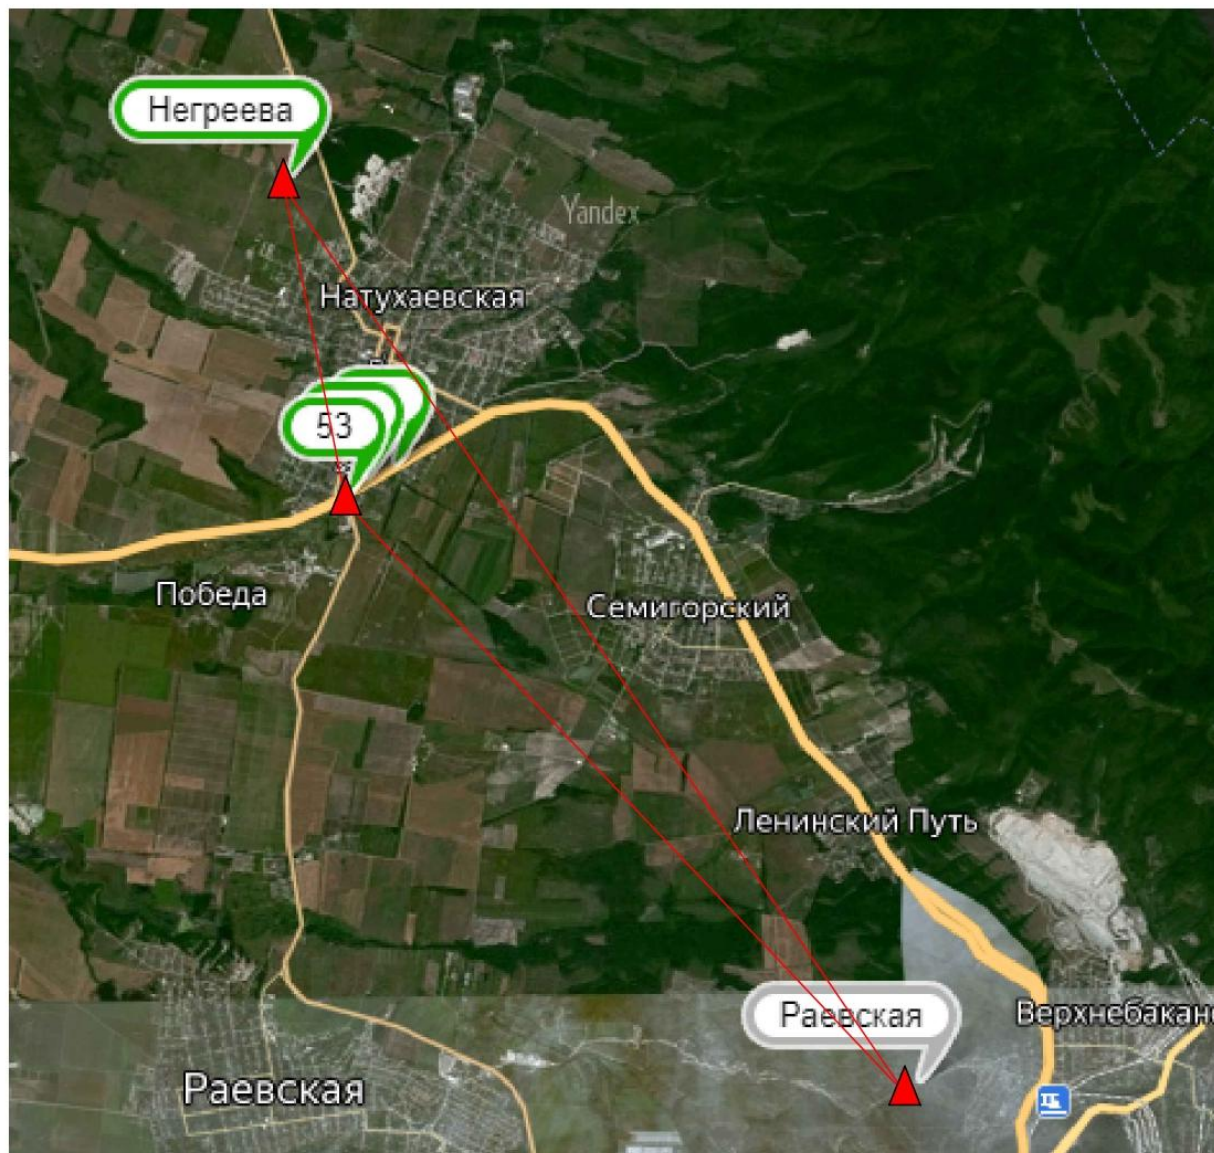 Негреева
Yandex
Натухаевская
53
Победа
Семигорский
Ленинский Путь
Раевская
Верхнебакан
Раевская